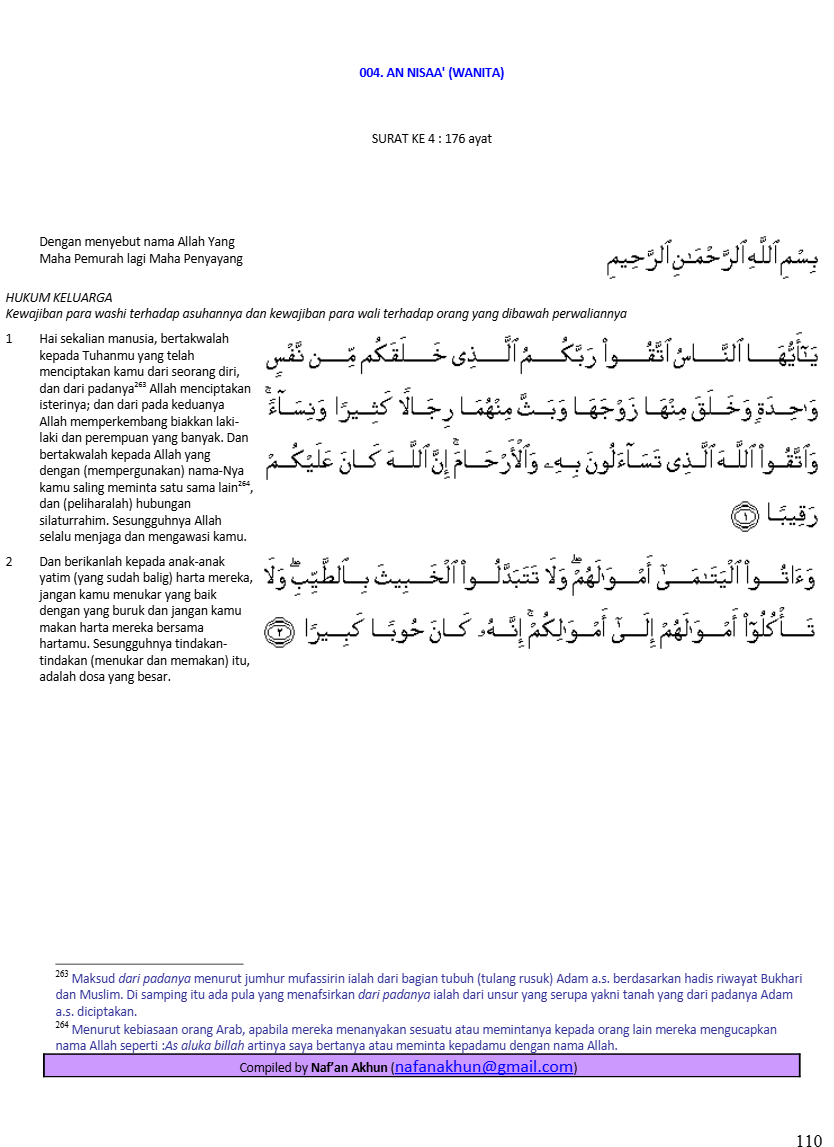 004. AN NISAA' (WANITA)
SURAT KE 4 : 176 ayat
Dengan menyebut nama Allah Yang
Maha Pemurah lagi Maha Penyayang
بِسْمِ ٱللَّهِ ٱلرَّحْمَـٰنِ ٱلرَّحِيمِ
HUKUM KELUARGA
Kewajiban para washi terhadap asuhannya dan kewajiban para wali terhadap orang yang dibawah perwaliannya
1 Hai sekalian manusia, bertakwalah
kepada Tuhanmu yang telah
menciptakan kamu dari seorang diri,
dan dari padanya²⁶³ Allah menciptakan
isterinya; dan dari pada keduanya
Allah memperkembang biakkan laki-
laki dan perempuan yang banyak. Dan
bertakwalah kepada Allah yang
dengan (mempergunakan) nama-Nya
kamu saling meminta satu sama lain²⁶⁴,
dan (peliharalah) hubungan
silaturrahim. Sesungguhnya Allah
selalu menjaga dan mengawasi kamu.
يَـٰٓأَيُّهَا ٱلنَّاسُ ٱتَّقُوا۟ رَبَّكُمُ ٱلَّذِى خَلَقَكُم مِّن نَّفْسٍ
وَٰحِدَةٍ وَخَلَقَ مِنْهَا زَوْجَهَا وَبَثَّ مِنْهُمَا رِجَالًا كَثِيرًا وَنِسَآءً ۚ
وَٱتَّقُوا۟ ٱللَّهَ ٱلَّذِى تَسَآءَلُونَ بِهِۦ وَٱلْأَرْحَامَ ۚ إِنَّ ٱللَّهَ كَانَ عَلَيْكُمْ
رَقِيبًا ١
2 Dan berikanlah kepada anak-anak
yatim (yang sudah balig) harta mereka,
jangan kamu menukar yang baik
dengan yang buruk dan jangan kamu
makan harta mereka bersama
hartamu. Sesungguhnya tindakan-
tindakan (menukar dan memakan) itu,
adalah dosa yang besar.
وَءَاتُوا۟ ٱلْيَتَـٰمَىٰٓ أَمْوَٰلَهُمْ ۖ وَلَا تَتَبَدَّلُوا۟ ٱلْخَبِيثَ بِٱلطَّيِّبِ ۖ وَلَا
تَأْكُلُوٓا۟ أَمْوَٰلَهُمْ إِلَىٰٓ أَمْوَٰلِكُمْ ۚ إِنَّهُۥ كَانَ حُوبًا كَبِيرًا ٢
²⁶³ Maksud dari padanya menurut jumhur mufassirin ialah dari bagian tubuh (tulang rusuk) Adam a.s. berdasarkan hadis riwayat Bukhari
dan Muslim. Di samping itu ada pula yang menafsirkan dari padanya ialah dari unsur yang serupa yakni tanah yang dari padanya Adam
a.s. diciptakan.
²⁶⁴ Menurut kebiasaan orang Arab, apabila mereka menanyakan sesuatu atau memintanya kepada orang lain mereka mengucapkan
nama Allah seperti :As aluka billah artinya saya bertanya atau meminta kepadamu dengan nama Allah.
Compiled by Naf'an Akhun (nafanakhun@gmail.com)
110